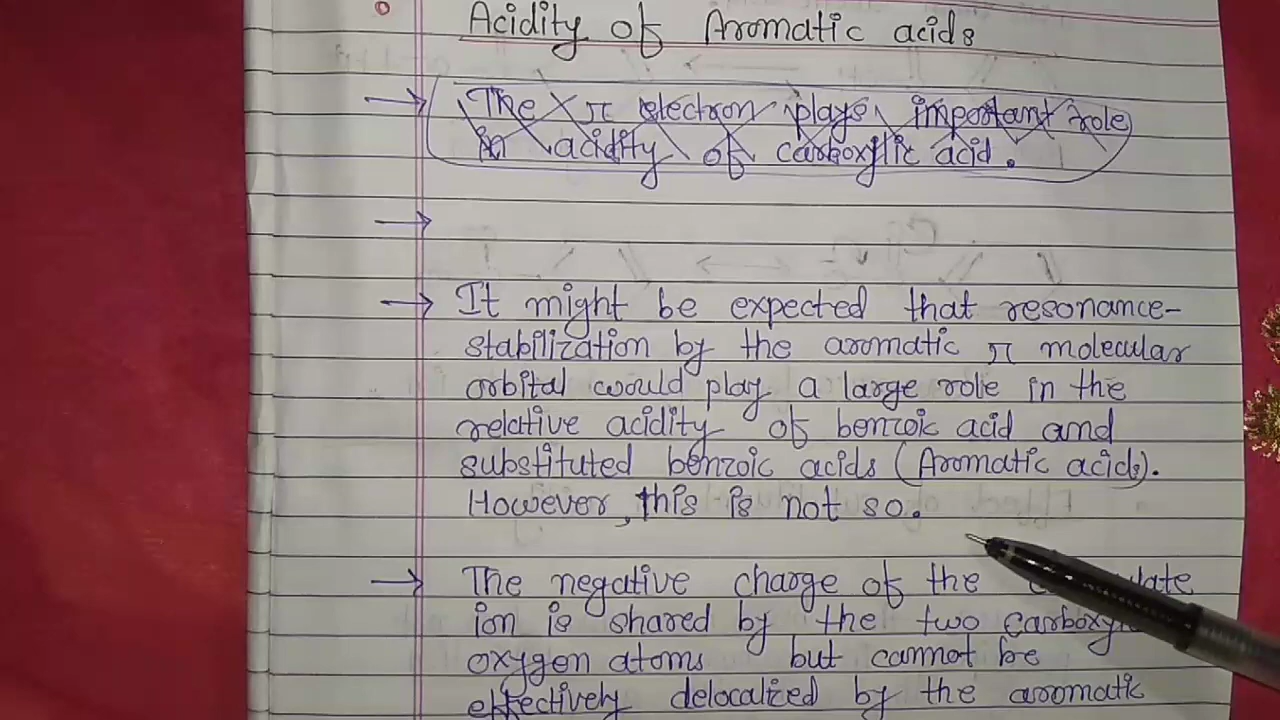 Acidity of Aromatic acids
→ The π electron plays important role
in acidity of carboxylic acid.
→
→ It might be expected that resonance-
stabilization by the aromatic π molecular
orbital would play a large role in the
relative acidity of benzoic acid and
substituted benzoic acids (Aromatic acids).
However, this is not so.
→ The negative charge of the
ion is shared by the two
oxygen atoms but cannot be
effectively delocalized by the aromatic